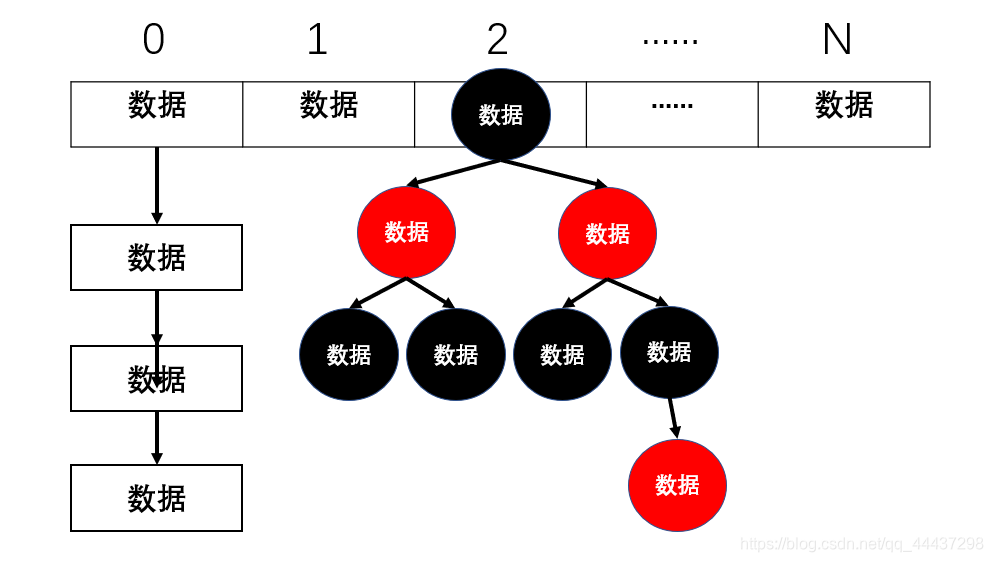 0 1 2 ······ N
数据 数据 数据 ······ 数据
数据 数据
数据
数据 数据 数据 数据
数据
数据
数据
https://blog.csdn.net/qq_44437298